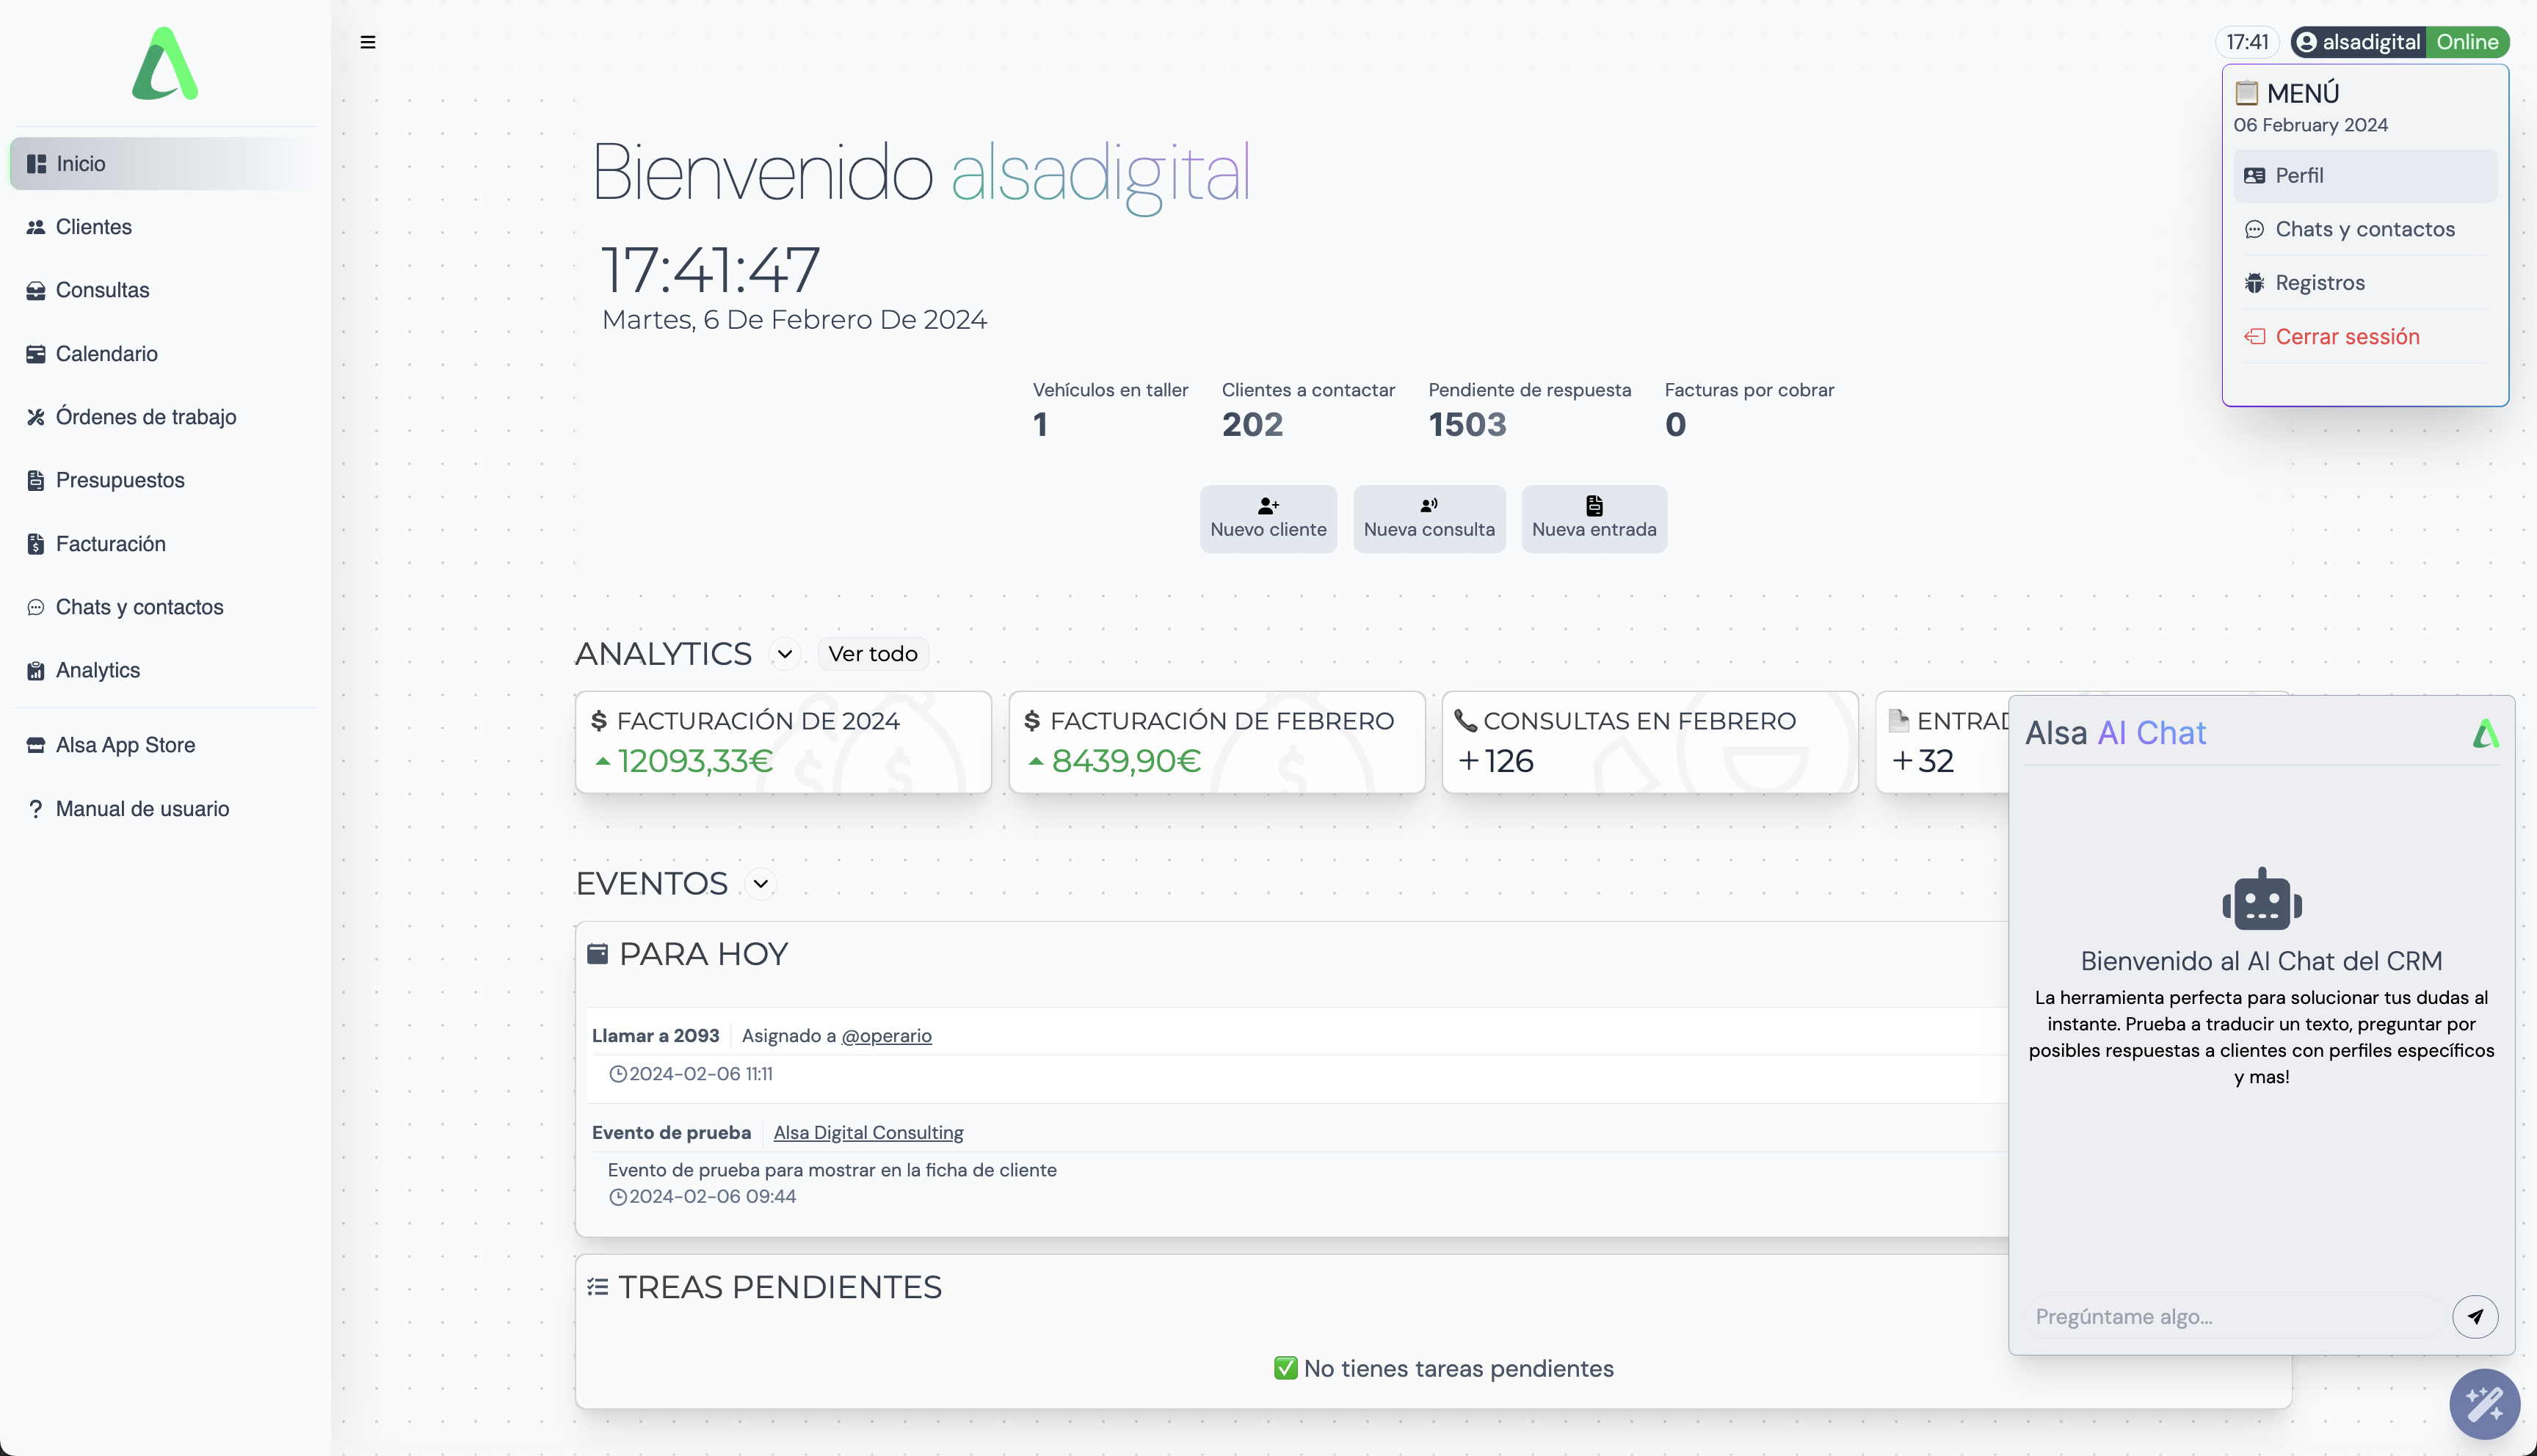 Inicio
Clientes
Consultas
Calendario
Órdenes de trabajo
Presupuestos
Facturación
Chats y contactos
Analytics
Alsa App Store
Manual de usuario
17:41
alsadigital Online
MENÚ
06 February 2024
Perfil
Chats y contactos
Registros
Cerrar sessión
Bienvenido alsadigital
17:41:47
Martes, 6 De Febrero De 2024
Vehículos en taller
1
Clientes a contactar
202
Pendiente de respuesta
1503
Facturas por cobrar
0
Nuevo cliente
Nueva consulta
Nueva entrada
ANALYTICS
Ver todo
$ FACTURACIÓN DE 2024
12093,33€
$ FACTURACIÓN DE FEBRERO
8439,90€
CONSULTAS EN FEBRERO
+126
ENTRAD
+32
EVENTOS
PARA HOY
Llamar a 2093 Asignado a @operario
2024-02-06 11:11
Evento de prueba Alsa Digital Consulting
Evento de prueba para mostrar en la ficha de cliente
2024-02-06 09:44
TREAS PENDIENTES
✅ No tienes tareas pendientes
Alsa AI Chat
Bienvenido al AI Chat del CRM
La herramienta perfecta para solucionar tus dudas al
instante. Prueba a traducir un texto, preguntar por
posibles respuestas a clientes con perfiles específicos
y mas!
Pregúntame algo...